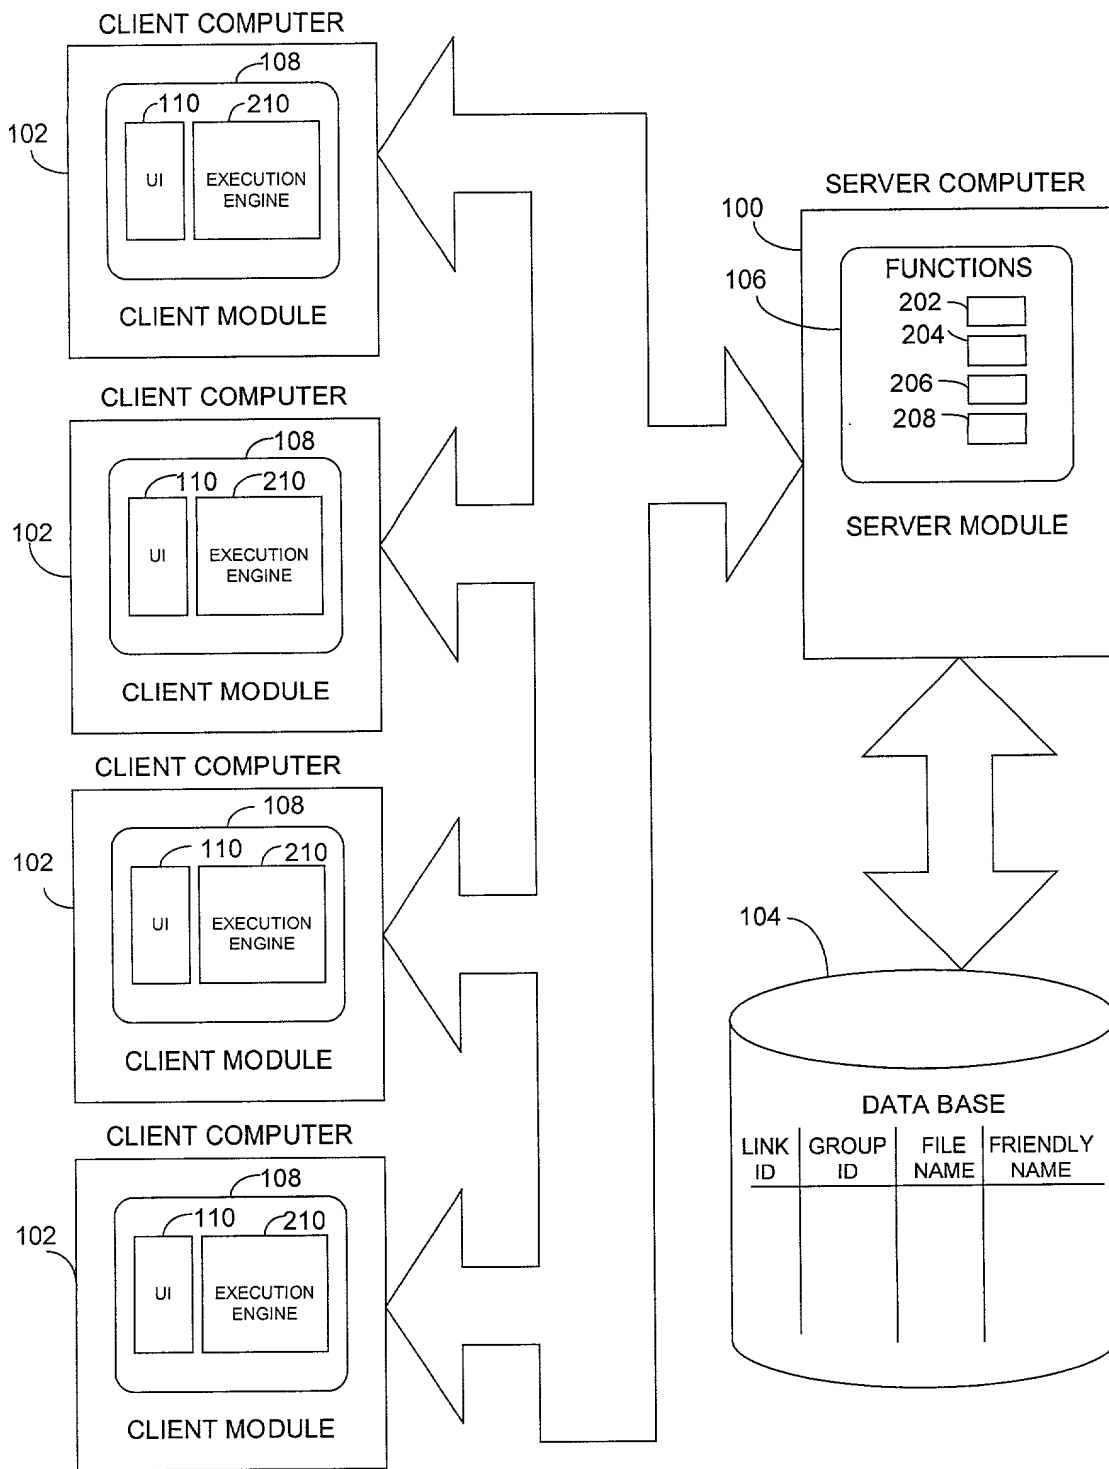 CLIENT COMPUTER
108
110 210
102
UI
EXECUTION
ENGINE
CLIENT MODULE
CLIENT COMPUTER
108
110 210
102
UI
EXECUTION
ENGINE
CLIENT MODULE
CLIENT COMPUTER
108
110 210
102
UI
EXECUTION
ENGINE
CLIENT MODULE
CLIENT COMPUTER
108
110 210
102
UI
EXECUTION
ENGINE
CLIENT MODULE
SERVER COMPUTER
100
106
FUNCTIONS
202
204
206
208
SERVER MODULE
104
DATA BASE
LINK GROUP FILE FRIENDLY
ID ID NAME NAME